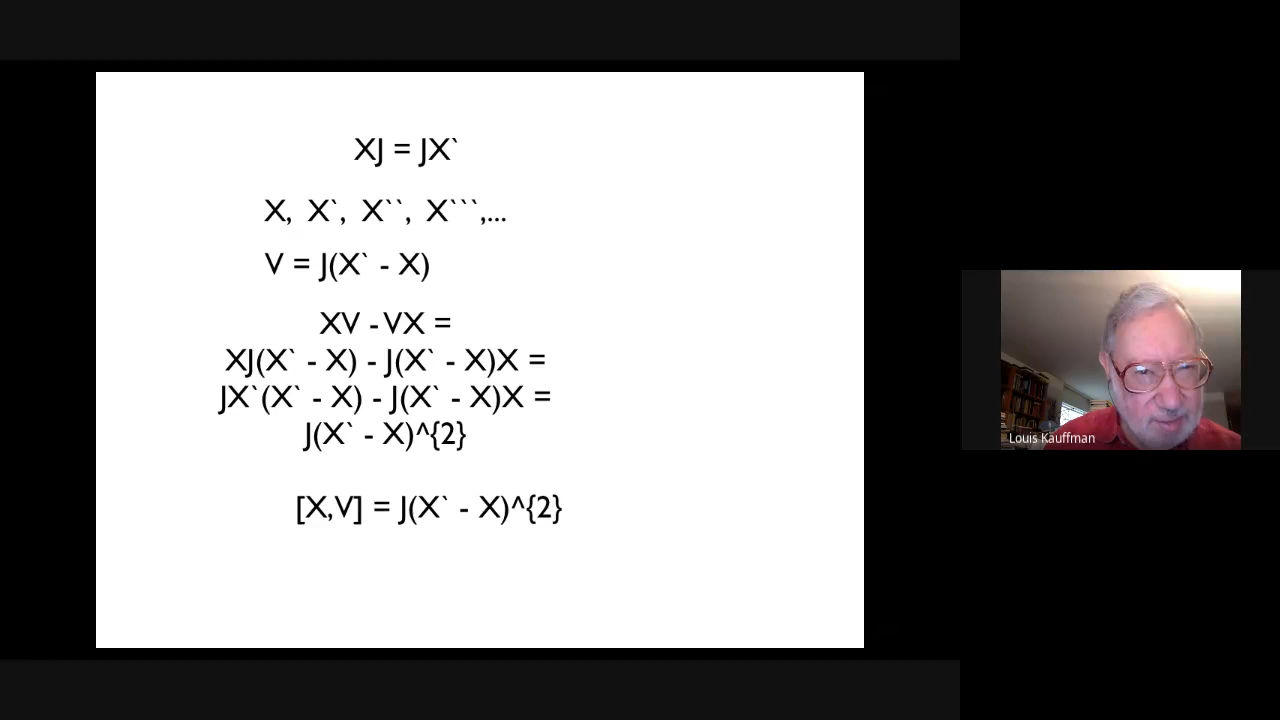 XJ = JX`
X, X`, X``, X```,...
V = J(X` - X)
XV - VX =
XJ(X` - X) - J(X` - X)X =
JX`(X` - X) - J(X` - X)X =
J(X` - X)^{2}
[X,V] = J(X` - X)^{2}
Louis Kauffman